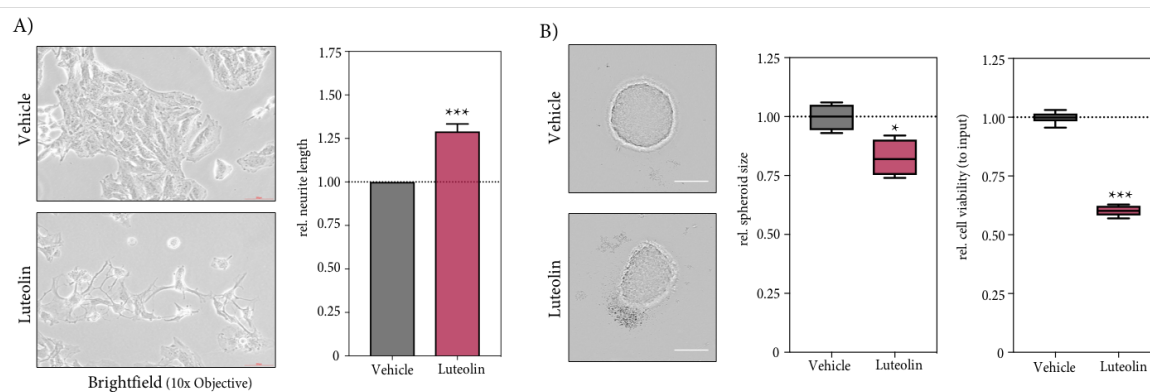 A)
Vehicle
Luteolin
Brightfield (10x Objective)
rel. neurite length
1.75
1.50
1.25
1.00
0.75
0.50
0.25
0
***
Vehicle
Luteolin
B)
Vehicle
Luteolin
rel. spheroid size
1.25
1.00
0.75
0.50
0.25
0
*
Vehicle
Luteolin
rel. cell viability (to input)
1.25
1.00
0.75
0.50
0.25
0
***
Vehicle
Luteolin